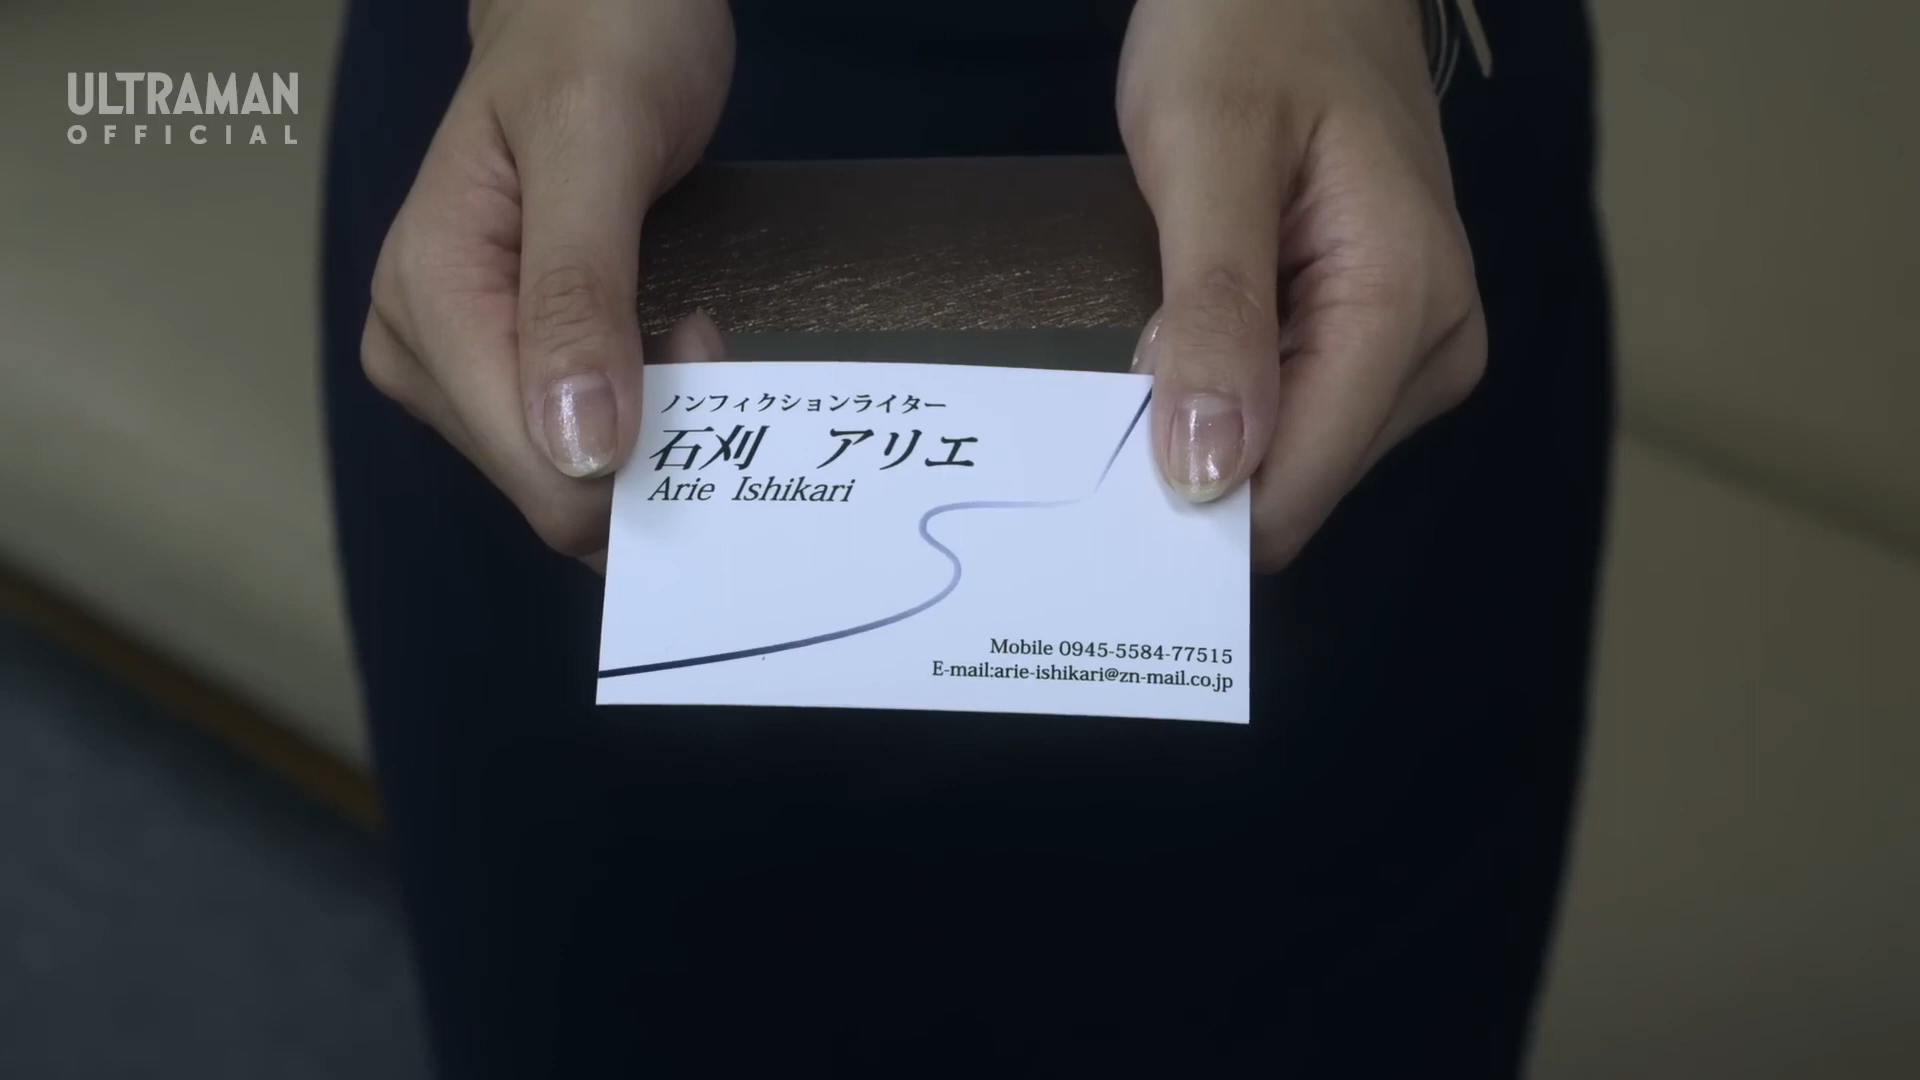 ULTRAMAN
OFFICIAL
ノンフィクションライター
石刈　アリエ
Arie Ishikari
Mobile 0945-5584-77515
E-mail:arie-ishikari@zn-mail.co.jp